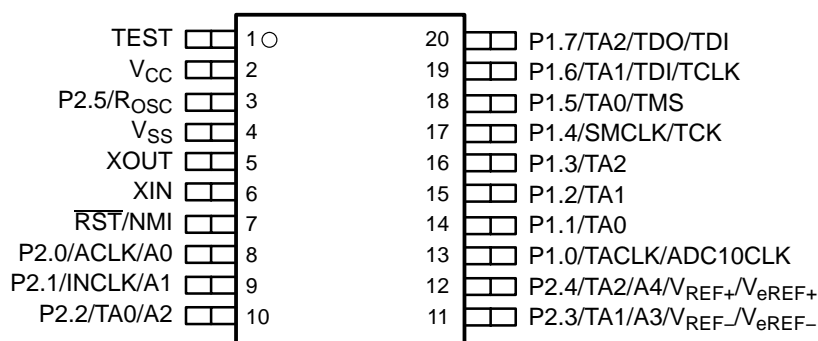 TEST 1 20 P1.7/TA2/TDO/TDI
VCC 2 19 P1.6/TA1/TDI/TCLK
P2.5/ROSC 3 18 P1.5/TA0/TMS
VSS 4 17 P1.4/SMCLK/TCK
XOUT 5 16 P1.3/TA2
XIN 6 15 P1.2/TA1
RST/NMI 7 14 P1.1/TA0
P2.0/ACLK/A0 8 13 P1.0/TACLK/ADC10CLK
P2.1/INCLK/A1 9 12 P2.4/TA2/A4/VREF+/VeREF+
P2.2/TA0/A2 10 11 P2.3/TA1/A3/VREF−/VeREF−